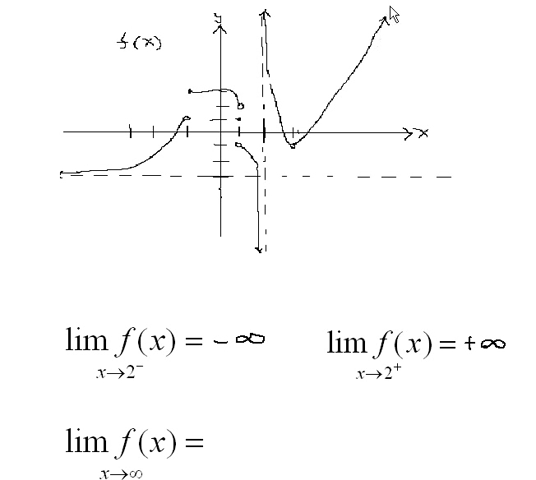 y
f(x)
x
lim f(x) = - ∞
x→2⁻
lim f(x) = + ∞
x→2⁺
lim f(x) =
x→∞